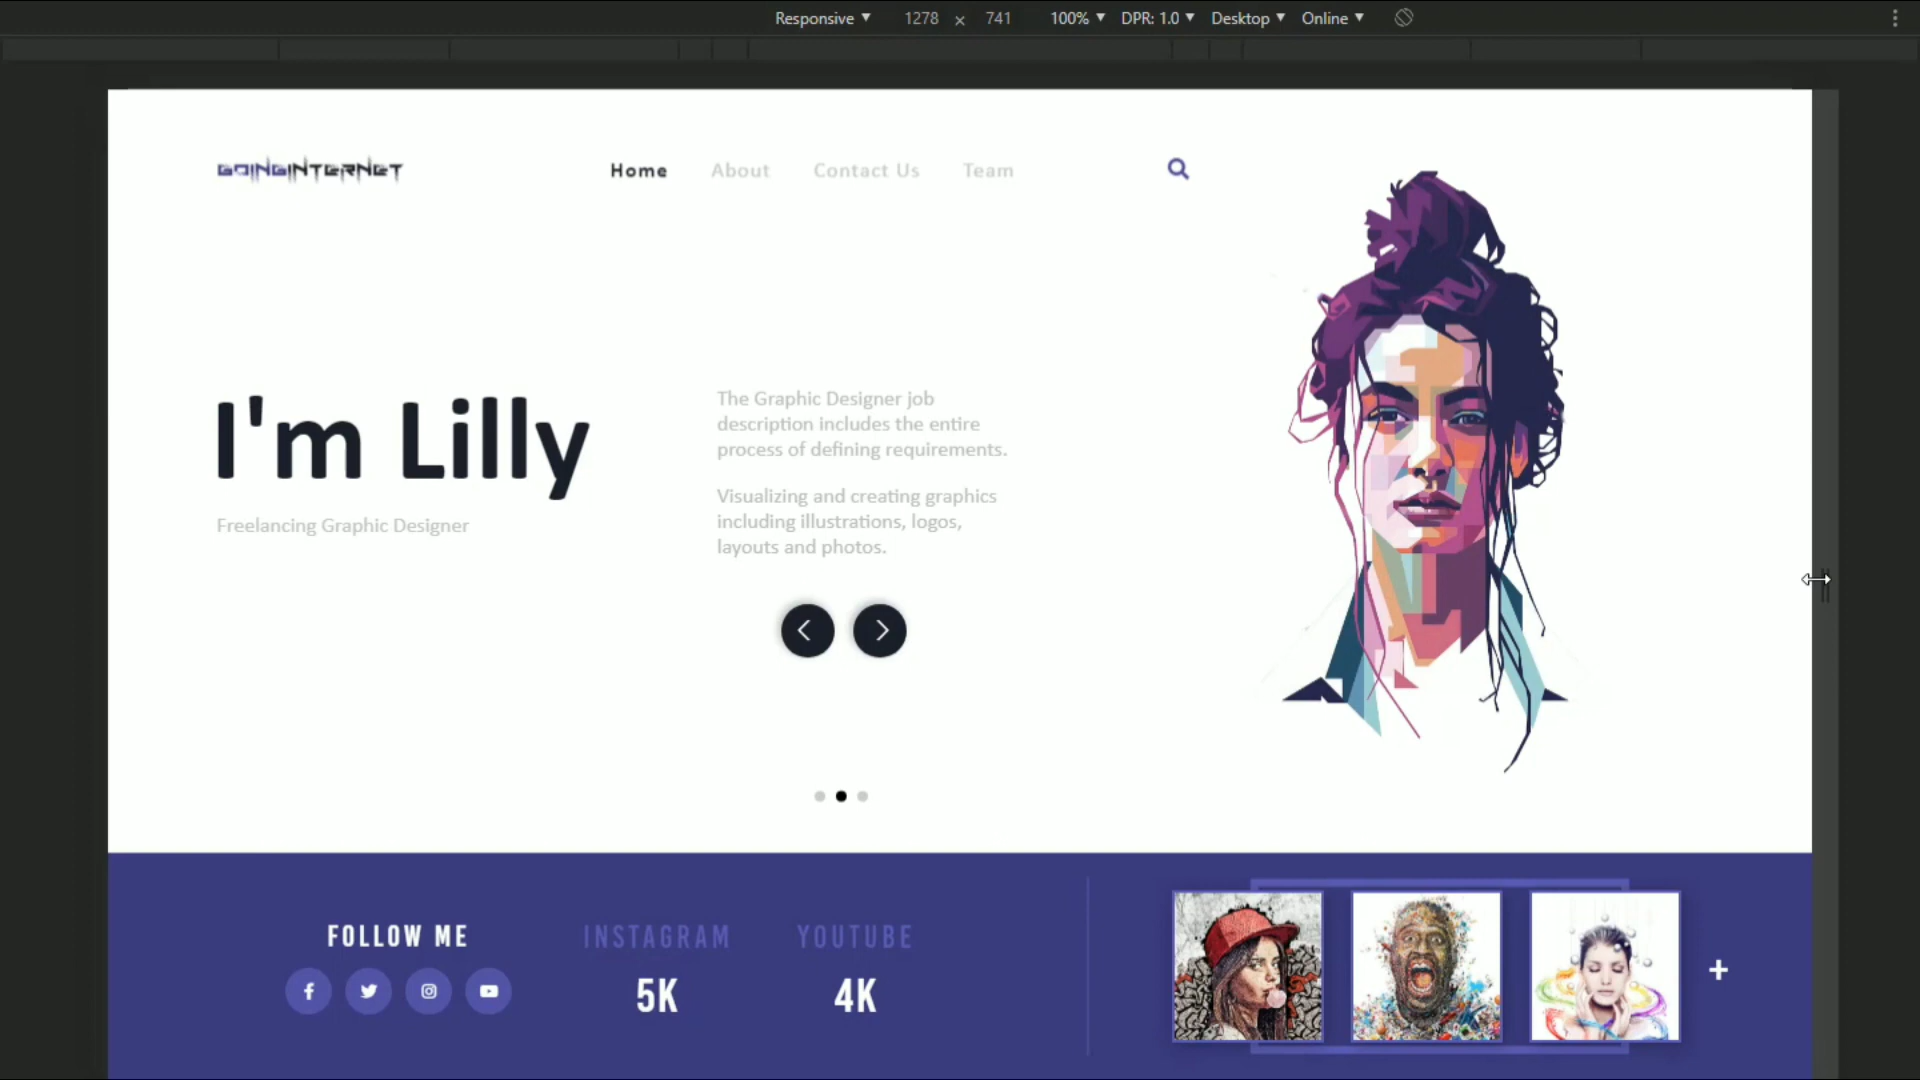 Responsive ▼ 1278 × 741 100% ▼ DPR: 1.0 ▼ Desktop ▼ Online ▼
GOINGINTERNET
Home About Contact Us Team
I'm Lilly
Freelancing Graphic Designer
The Graphic Designer job
description includes the entire
process of defining requirements.
Visualizing and creating graphics
including illustrations, logos,
layouts and photos.
FOLLOW ME
INSTAGRAM
5K
YOUTUBE
4K
+